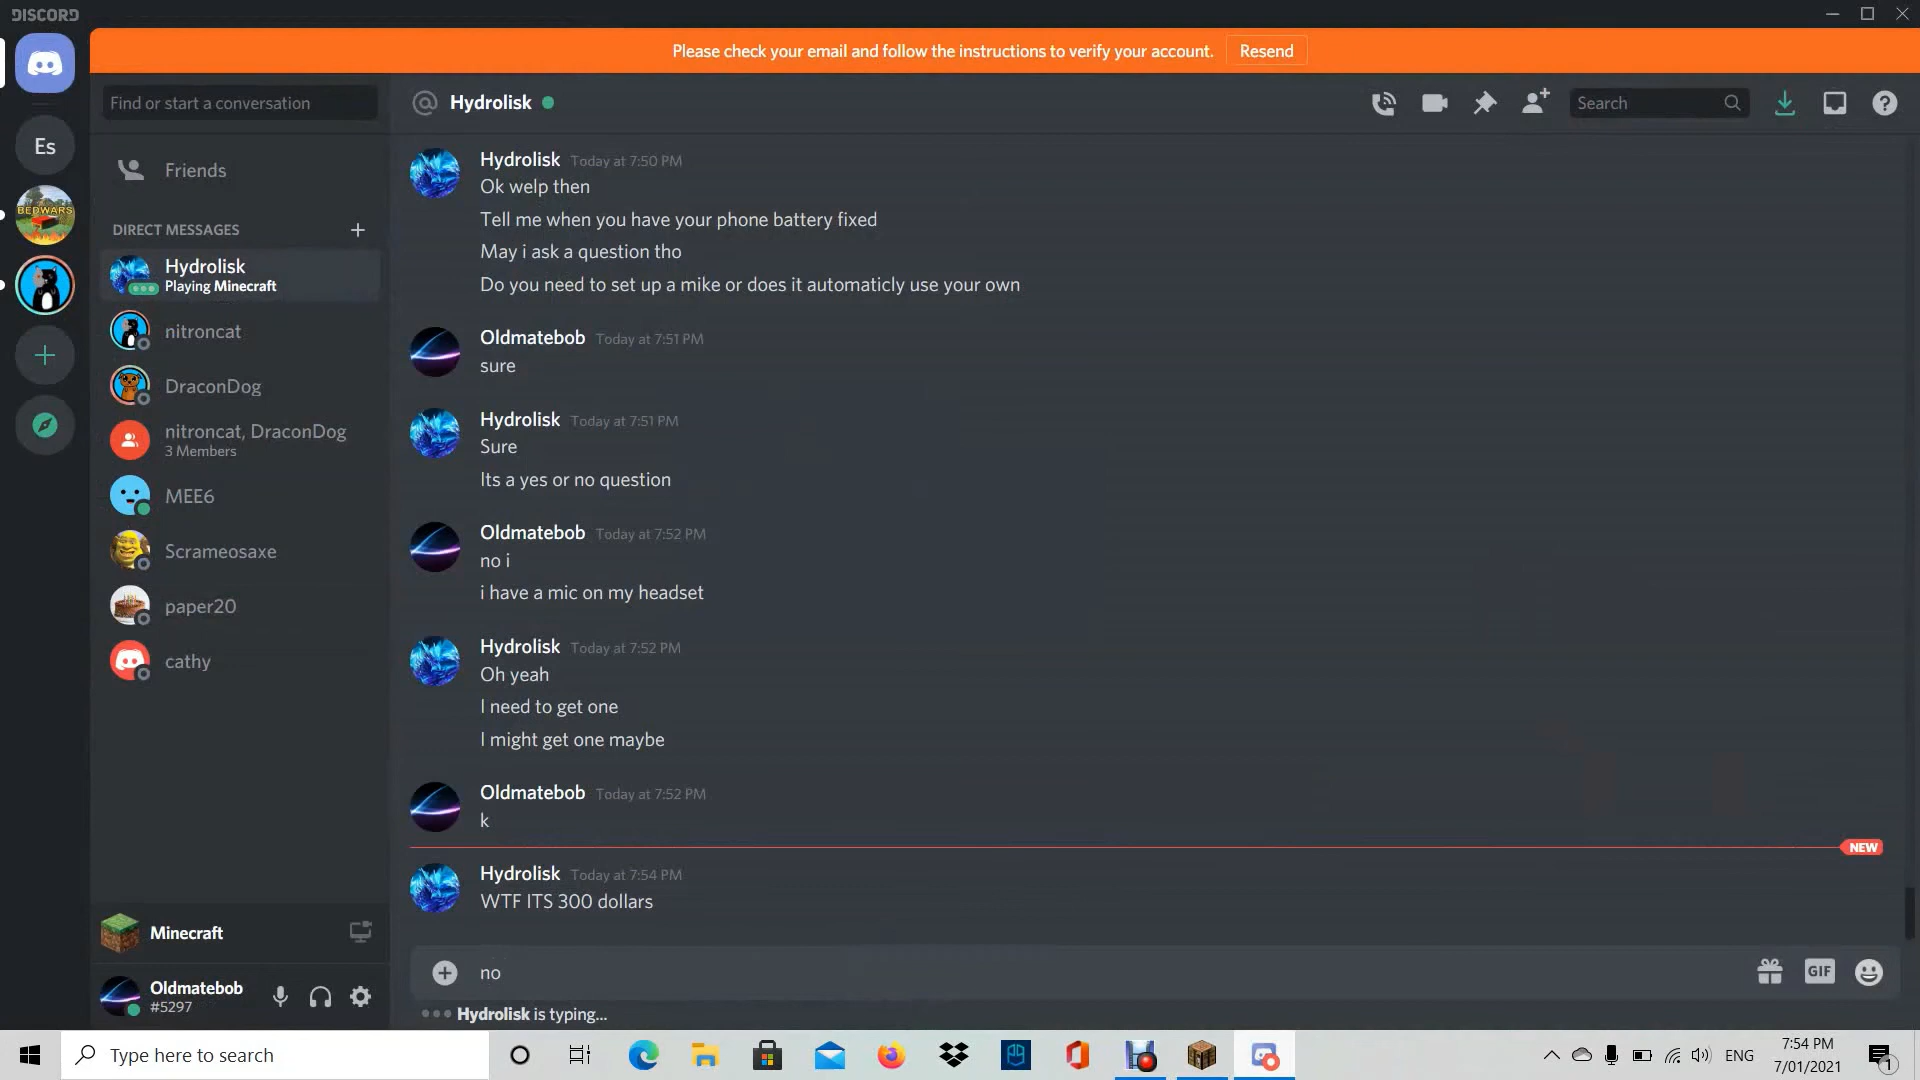 DISCORD
Please check your email and follow the instructions to verify your account.
Resend
Find or start a conversation
Hydrolisk
Search
Es
BEDWARS
Friends
DIRECT MESSAGES
Hydrolisk
Playing Minecraft
nitroncat
DraconDog
nitroncat, DraconDog
3 Members
MEE6
Scrameosaxe
paper20
cathy
Minecraft
Oldmatebob
#5297
Hydrolisk Today at 7:50 PM
Ok welp then
Tell me when you have your phone battery fixed
May i ask a question tho
Do you need to set up a mike or does it automaticly use your own
Oldmatebob Today at 7:51 PM
sure
Hydrolisk Today at 7:51 PM
Sure
Its a yes or no question
Oldmatebob Today at 7:52 PM
no i
i have a mic on my headset
Hydrolisk Today at 7:52 PM
Oh yeah
I need to get one
I might get one maybe
Oldmatebob Today at 7:52 PM
k
NEW
Hydrolisk Today at 7:54 PM
WTF ITS 300 dollars
no
GIF
Hydrolisk is typing...
Type here to search
ENG
7:54 PM
7/01/2021
1